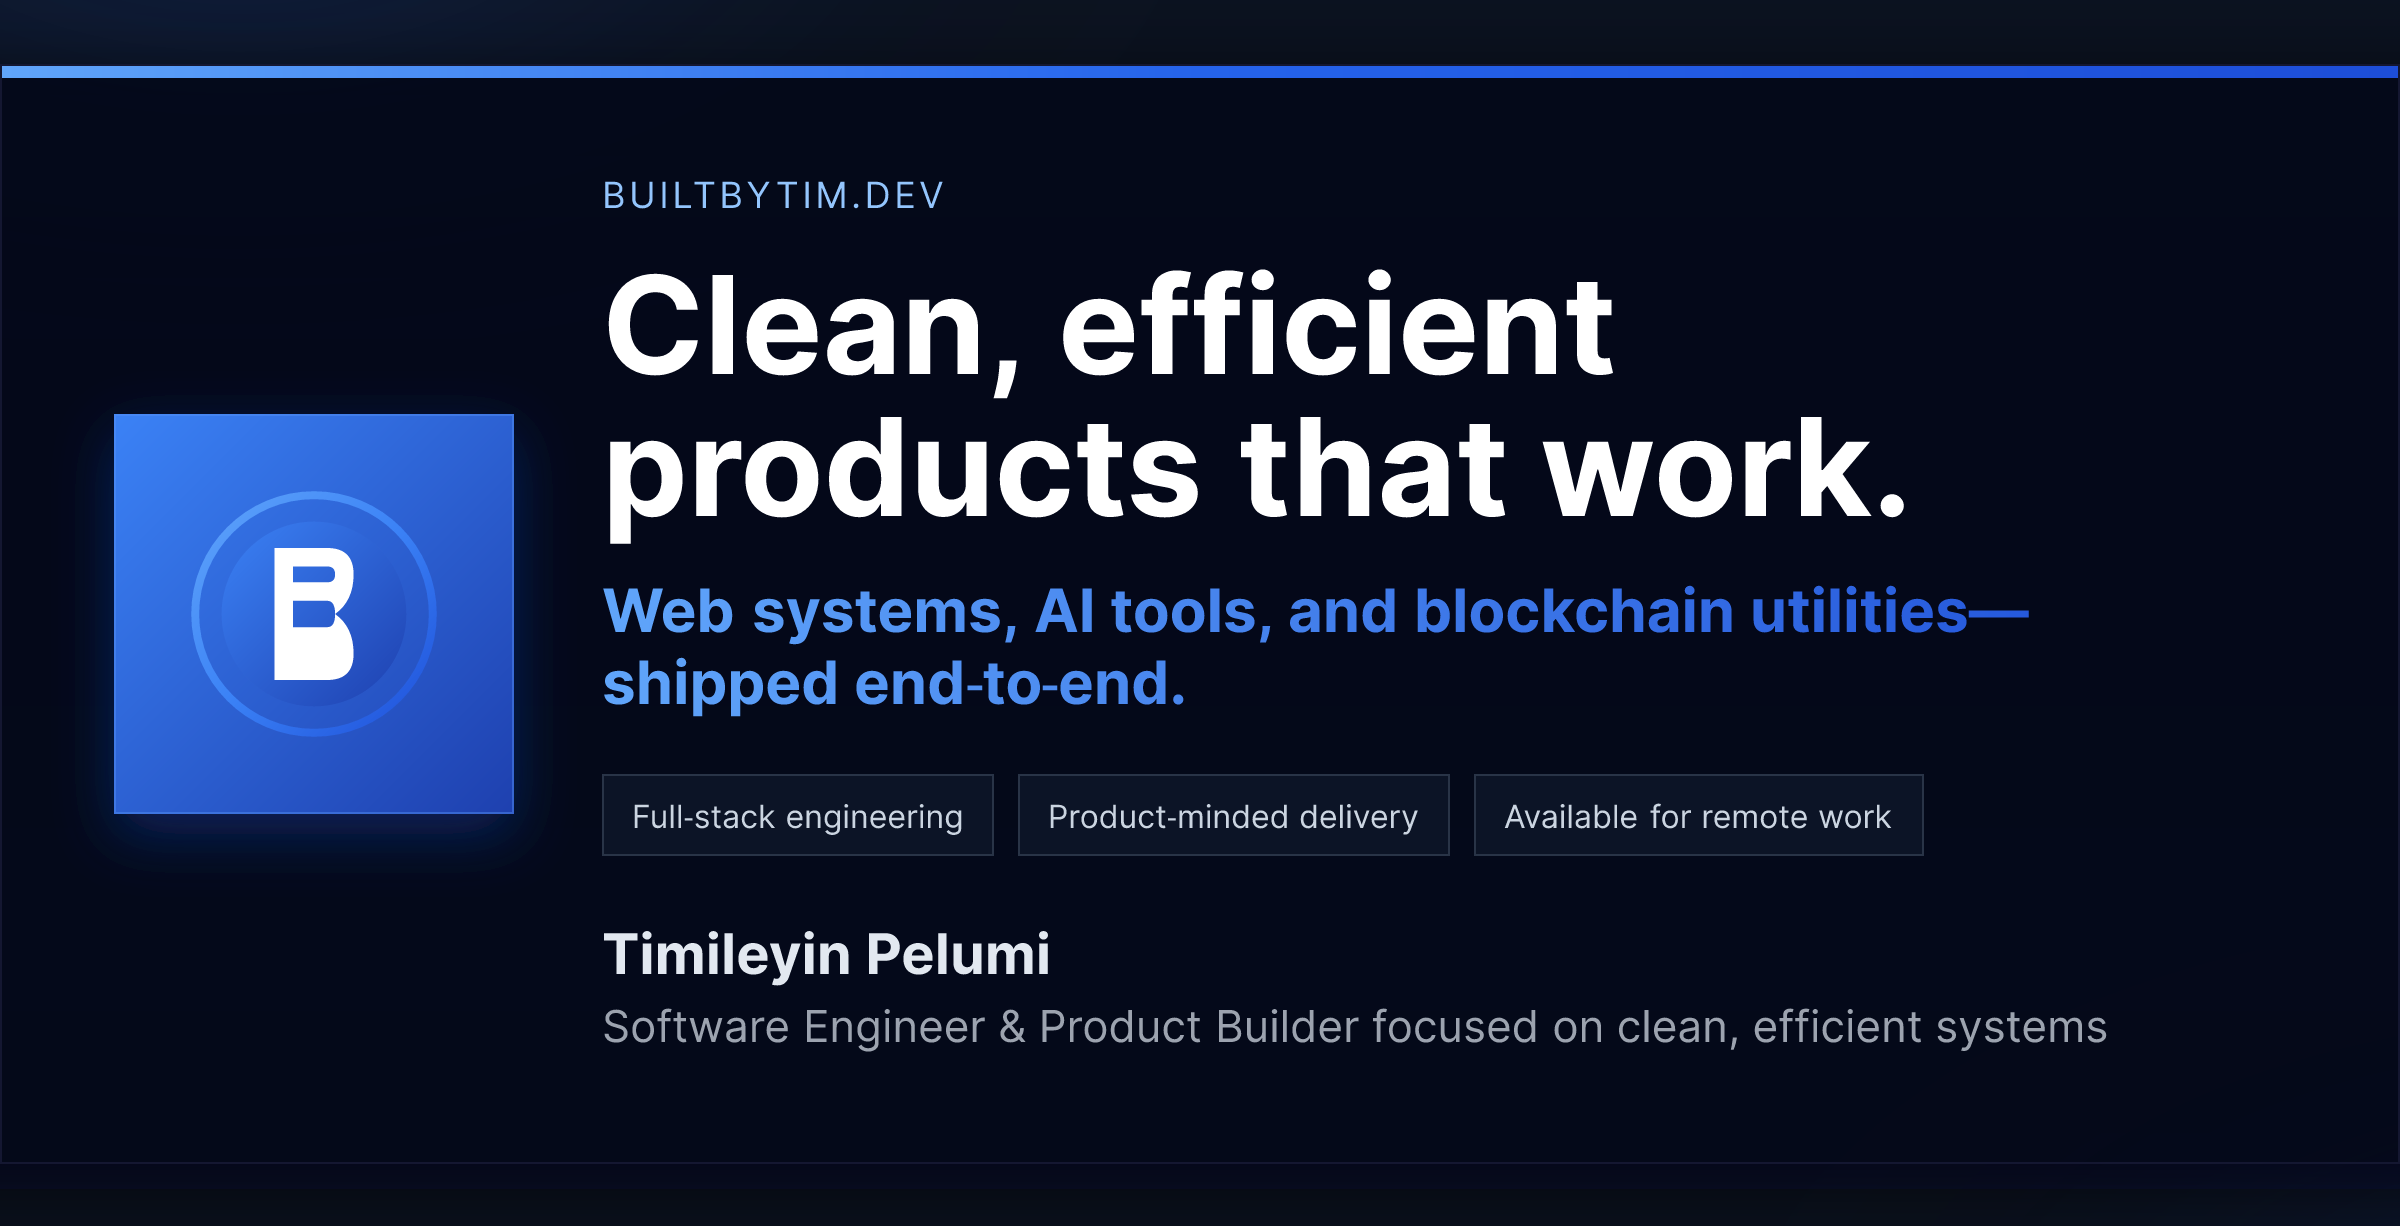 BUILTBYTIM.DEV
Clean, efficient
products that work.
B
Web systems, AI tools, and blockchain utilities—
shipped end-to-end.
Full-stack engineering
Product-minded delivery
Available for remote work
Timileyin Pelumi
Software Engineer & Product Builder focused on clean, efficient systems